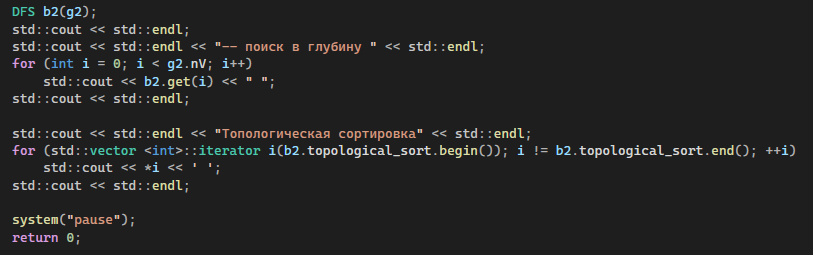 DFS b2(g2);
std::cout << std::endl;
std::cout << std::endl << "-- поиск в глубину " << std::endl;
for (int i = 0; i < g2.nV; i++)
    std::cout << b2.get(i) << " ";
std::cout << std::endl;

std::cout << std::endl << "Топологическая сортировка" << std::endl;
for (std::vector <int>::iterator i(b2.topological_sort.begin()); i != b2.topological_sort.end(); ++i)
    std::cout << *i << ' ';
std::cout << std::endl;

system("pause");
return 0;